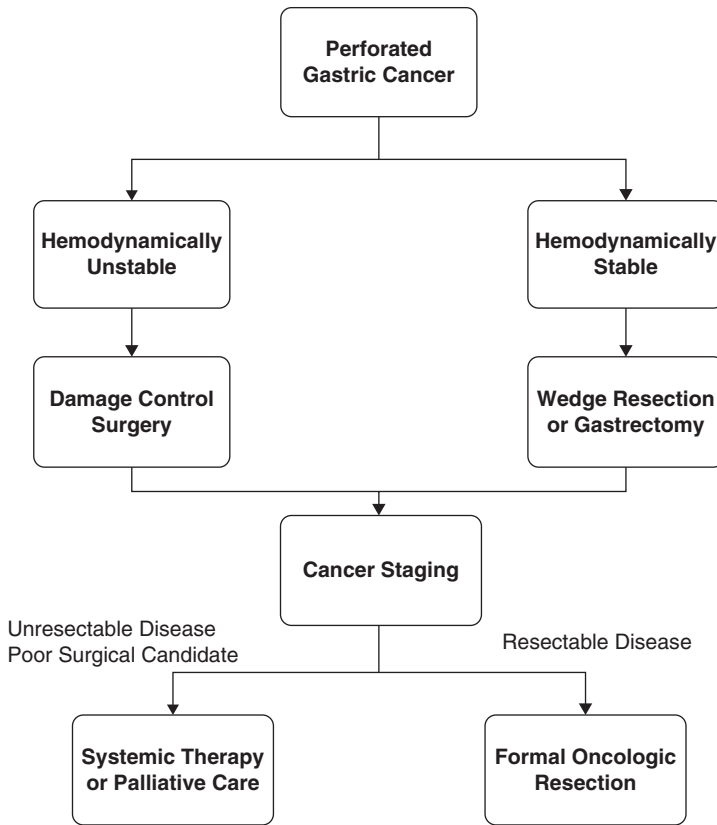 Perforated
Gastric Cancer
Hemodynamically
Unstable
Hemodynamically
Stable
Damage Control
Surgery
Wedge Resection
or Gastrectomy
Cancer Staging
Unresectable Disease
Poor Surgical Candidate
Resectable Disease
Systemic Therapy
or Palliative Care
Formal Oncologic
Resection